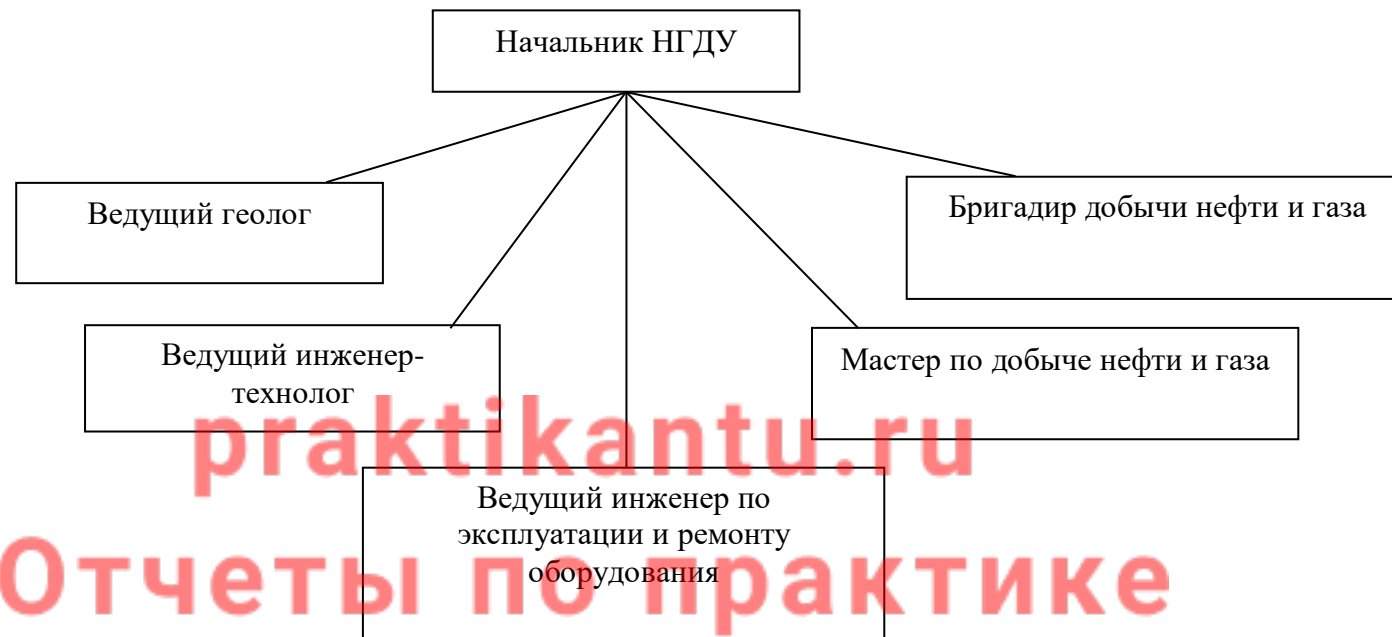 Начальник НГДУ
Ведущий геолог
Бригадир добычи нефти и газа
Ведущий инженер-
технолог
Мастер по добыче нефти и газа
praktikantu.ru
Ведущий инженер по
эксплуатации и ремонту
оборудования
Отчеты по практике